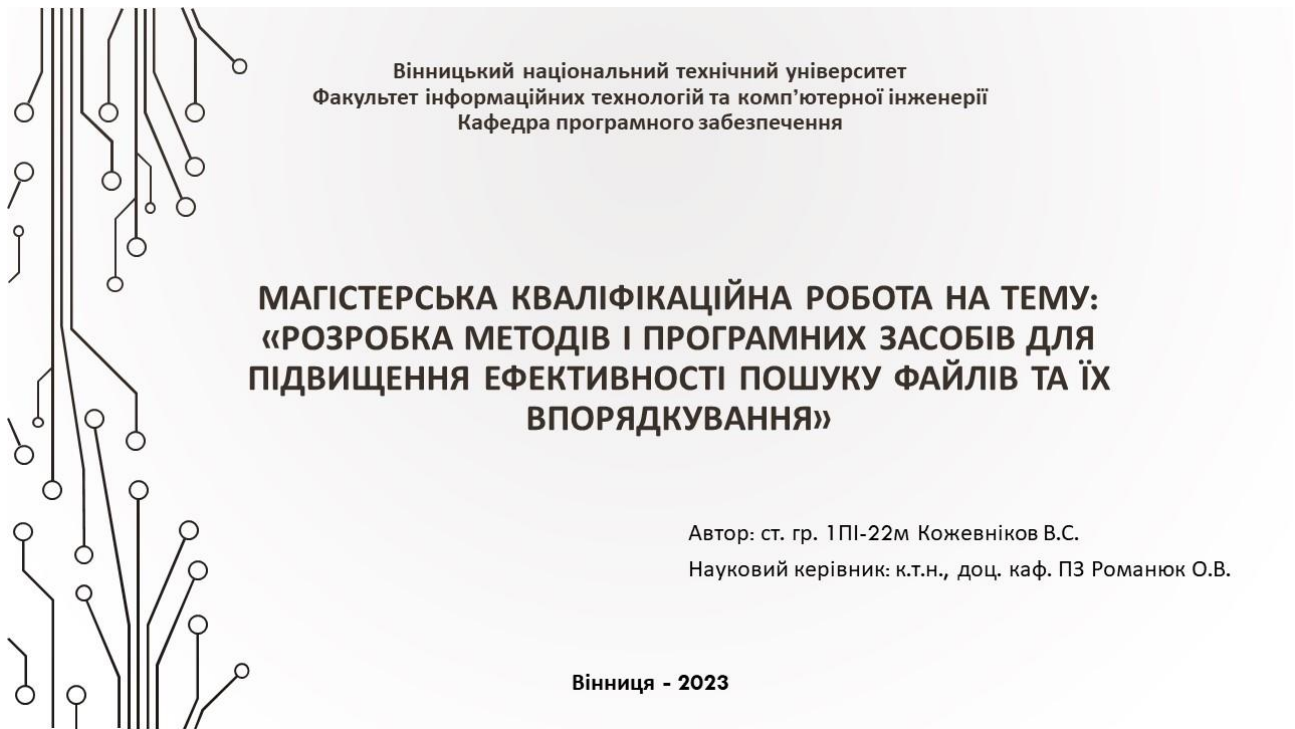 Вінницький національний технічний університет
Факультет інформаційних технологій та комп'ютерної інженерії
Кафедра програмного забезпечення
МАГІСТЕРСЬКА КВАЛІФІКАЦІЙНА РОБОТА НА ТЕМУ:
«РОЗРОБКА МЕТОДІВ І ПРОГРАМНИХ ЗАСОБІВ ДЛЯ
ПІДВИЩЕННЯ ЕФЕКТИВНОСТІ ПОШУКУ ФАЙЛІВ ТА ЇХ
ВПОРЯДКУВАННЯ»
Автор: ст. гр. 1ПІ-22м Кожевніков В.С.
Науковий керівник: к.т.н., доц. каф. ПЗ Романюк О.В.
Вінниця - 2023